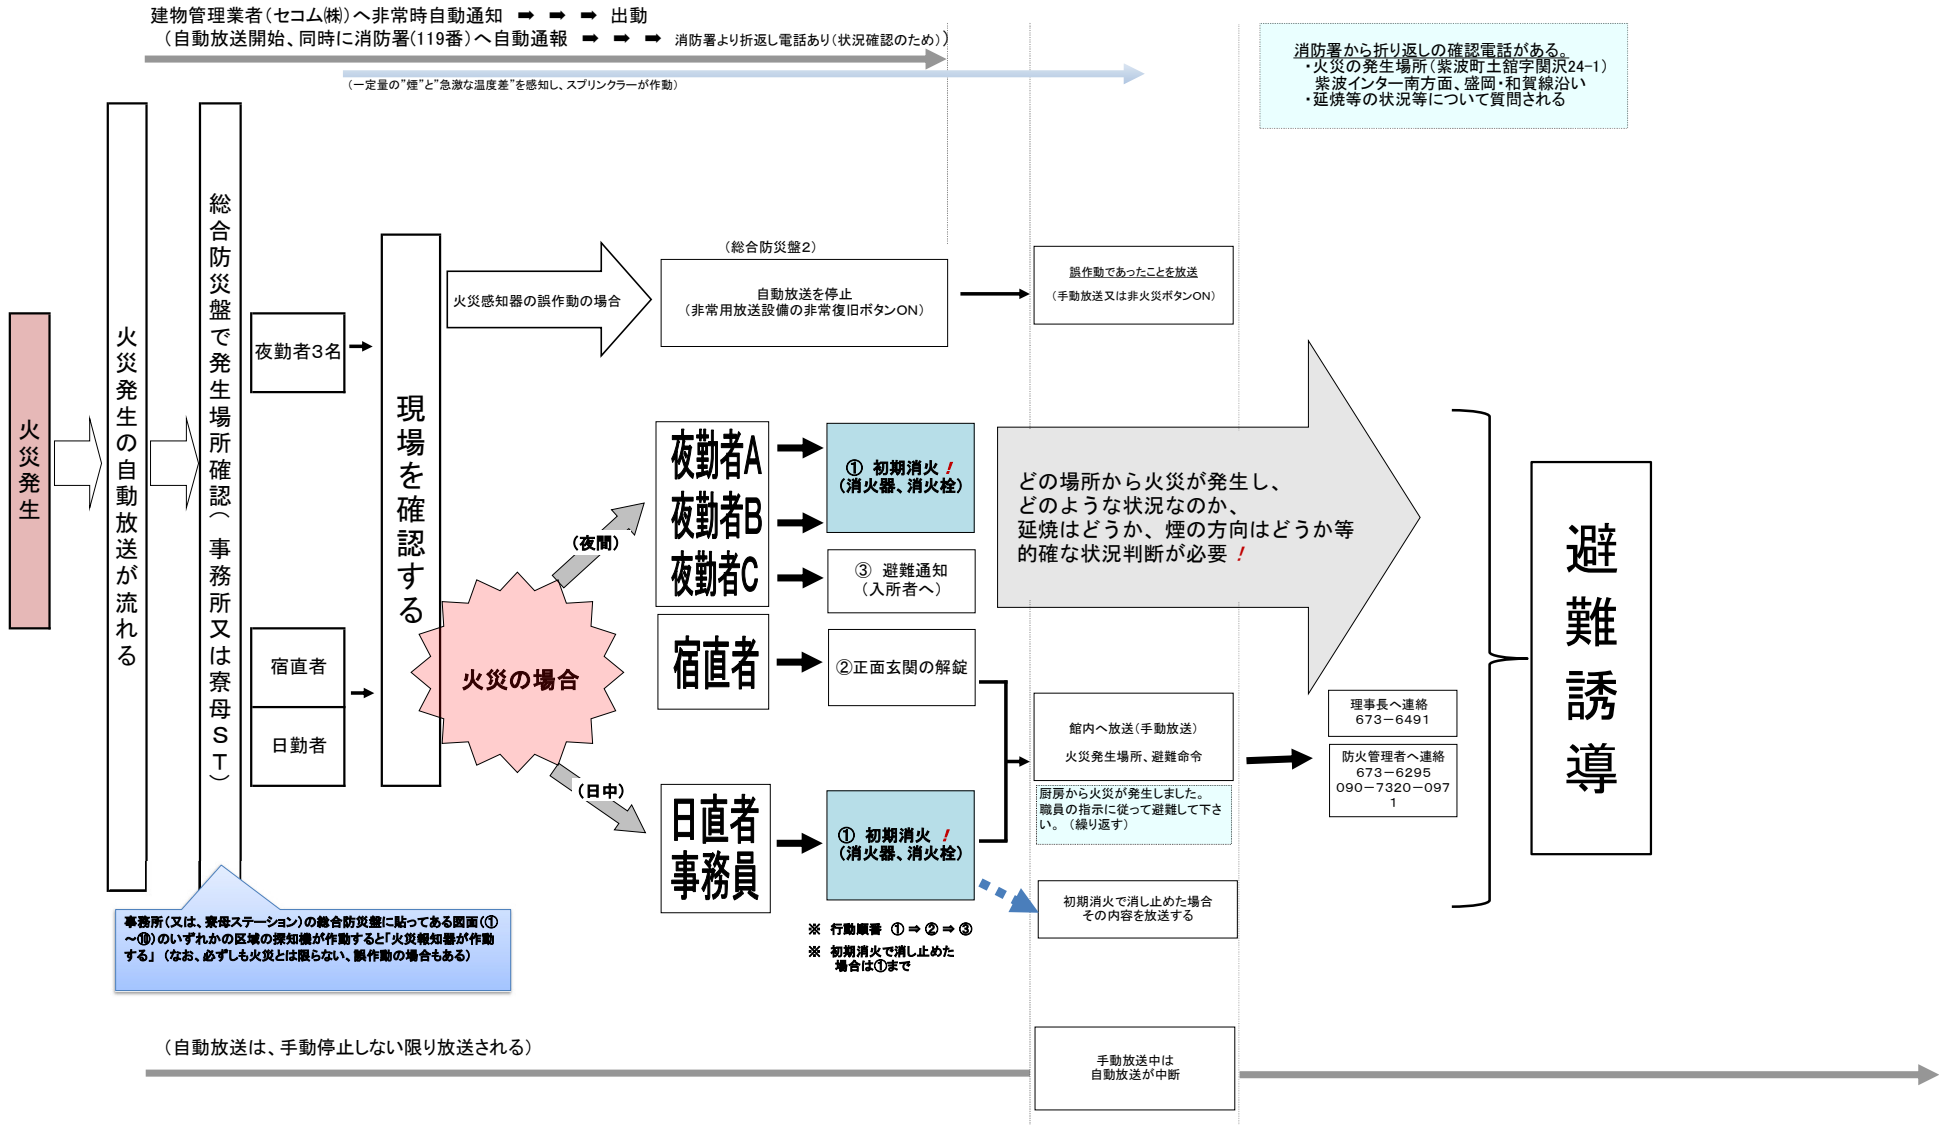 建物管理業者(セコム㈱)へ非常時自動通知 ➡ ➡ ➡ 出動
(自動放送開始、同時に消防署(119番)へ自動通報 ➡ ➡ ➡ 消防署より折返し電話あり(状況確認のため))
(一定量の"煙"と"急激な温度差"を感知し、スプリンクラーが作動)
消防署から折り返しの確認電話がある。
・火災の発生場所(紫波町土舘字関沢24-1)
紫波インター南方面、盛岡・和賀線沿い
・延焼等の状況等について質問される
火災発生
火災発生の自動放送が流れる
総合防災盤で発生場所確認(事務所又は寮母ST)
夜勤者3名
宿直者
日勤者
現場を確認する
火災感知器の誤作動の場合
(総合防災盤2)
自動放送を停止
(非常用放送設備の非常復旧ボタンON)
誤作動であったことを放送
(手動放送又は非火災ボタンON)
火災の場合
(夜間)
(日中)
夜勤者A
夜勤者B
夜勤者C
宿直者
日直者
事務員
① 初期消火!
(消火器、消火栓)
③ 避難通知
(入所者へ)
②正面玄関の解錠
① 初期消火 !
(消火器、消火栓)
※ 行動順番 ①⇒②⇒③
※ 初期消火で消し止めた
場合は①まで
どの場所から火災が発生し、
どのような状況なのか、
延焼はどうか、煙の方向はどうか等
的確な状況判断が必要!
館内へ放送(手動放送)
火災発生場所、避難命令
厨房から火災が発生しました。
職員の指示に従って避難して下さ
い。(繰り返す)
初期消火で消し止めた場合
その内容を放送する
理事長へ連絡
673-6491
防火管理者へ連絡
673-6295
090-7320-097
1
避難誘導
事務所(又は、寮母ステーション)の総合防災盤に貼ってある図面(①
～⑩)のいずれかの区域の探知機が作動すると「火災報知器が作動
する」(なお、必ずしも火災とは限らない、誤作動の場合もある)
(自動放送は、手動停止しない限り放送される)
手動放送中は
自動放送が中断